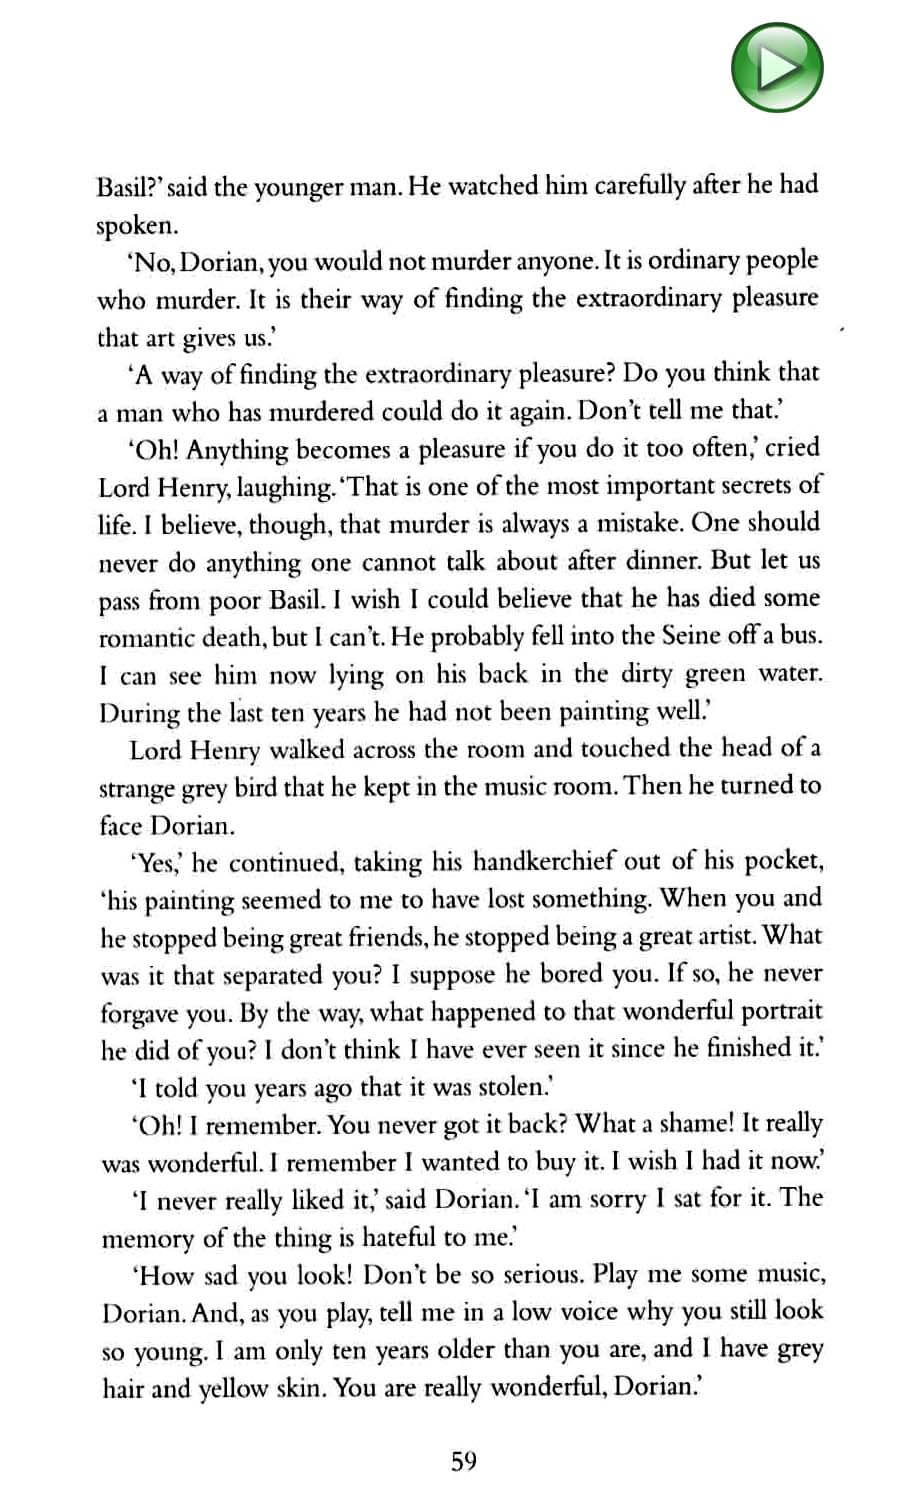 Basil?’ said the younger man. He watched him carefully after he had
spoken.
‘No, Dorian, you would not murder anyone. It is ordinary people
who murder. It is their way of finding the extraordinary pleasure
that art gives us.’
‘A way of finding the extraordinary pleasure? Do you think that
a man who has murdered could do it again. Don’t tell me that.’
‘Oh! Anything becomes a pleasure if you do it too often,’ cried
Lord Henry, laughing. ‘That is one of the most important secrets of
life. I believe, though, that murder is always a mistake. One should
never do anything one cannot talk about after dinner. But let us
pass from poor Basil. I wish I could believe that he has died some
romantic death, but I can’t. He probably fell into the Seine off a bus.
I can see him now lying on his back in the dirty green water.
During the last ten years he had not been painting well.’
Lord Henry walked across the room and touched the head of a
strange grey bird that he kept in the music room. Then he turned to
face Dorian.
‘Yes,’ he continued, taking his handkerchief out of his pocket,
‘his painting seemed to me to have lost something. When you and
he stopped being great friends, he stopped being a great artist. What
was it that separated you? I suppose he bored you. If so, he never
forgave you. By the way, what happened to that wonderful portrait
he did of you? I don’t think I have ever seen it since he finished it.’
‘I told you years ago that it was stolen.’
‘Oh! I remember. You never got it back? What a shame! It really
was wonderful. I remember I wanted to buy it. I wish I had it now.’
‘I never really liked it,’ said Dorian. ‘I am sorry I sat for it. The
memory of the thing is hateful to me.’
‘How sad you look! Don’t be so serious. Play me some music,
Dorian. And, as you play, tell me in a low voice why you still look
so young. I am only ten years older than you are, and I have grey
hair and yellow skin. You are really wonderful, Dorian.’
59